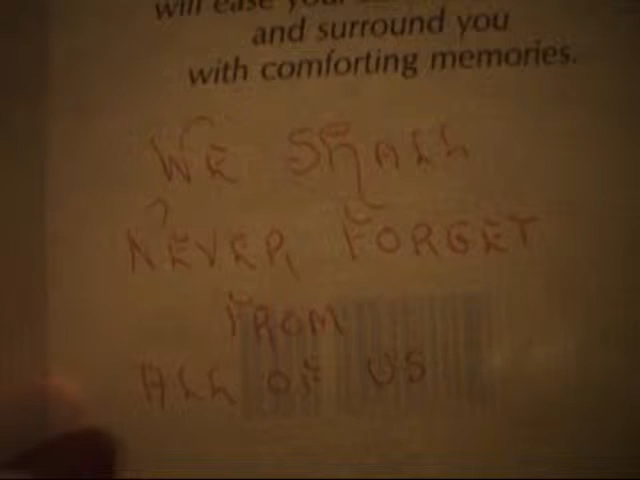 will ease your
and surround you
with comforting memories.
WE SHALL
NEVER FORGET
FROM
ALL OF US